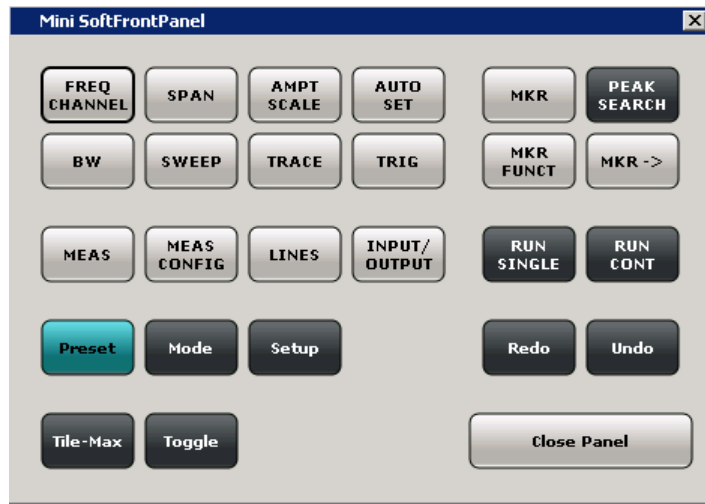 Mini SoftFrontPanel
FREQ
CHANNEL
SPAN
AMPT
SCALE
AUTO
SET
MKR
PEAK
SEARCH
BW
SWEEP
TRACE
TRIG
MKR
FUNCT
MKR ->
MEAS
MEAS
CONFIG
LINES
INPUT/
OUTPUT
RUN
SINGLE
RUN
CONT
Preset
Mode
Setup
Redo
Undo
Tile-Max
Toggle
Close Panel